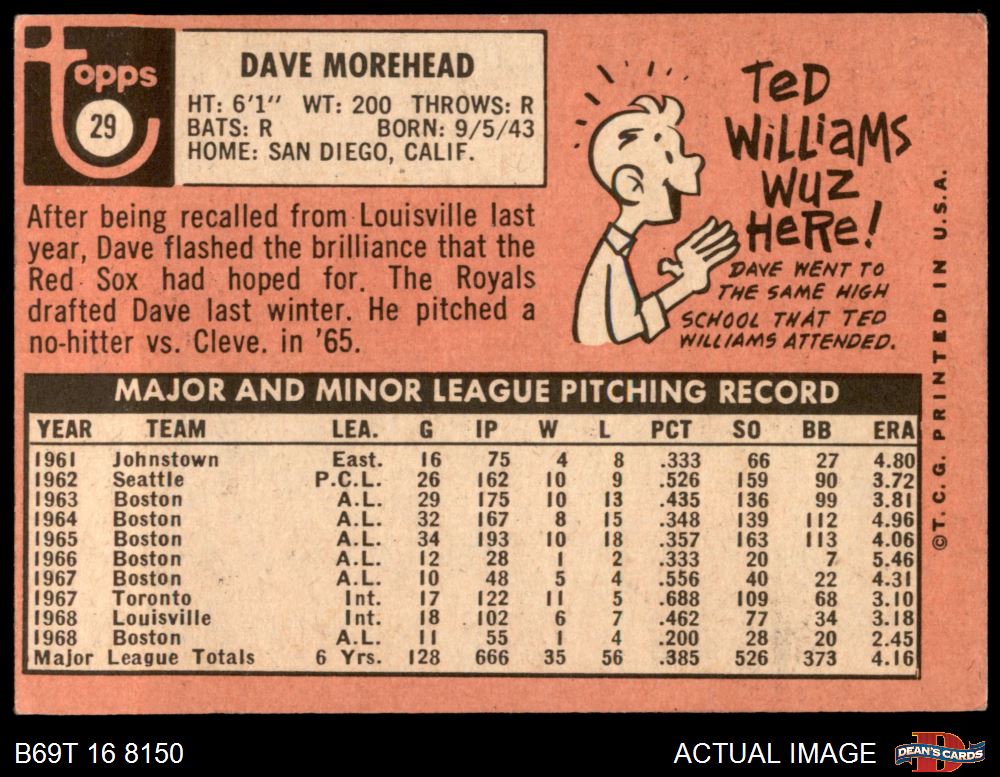 topps
29
DAVE MOREHEAD
HT: 6'1" WT: 200 THROWS: R
BATS: R BORN: 9/5/43
HOME: SAN DIEGO, CALIF.
After being recalled from Louisville last
year, Dave flashed the brilliance that the
Red Sox had hoped for. The Royals
drafted Dave last winter. He pitched a
no-hitter vs. Cleve. in '65.
TeD
WiLLiaMS
WUZ
HeRe!
DAVE WENT TO
THE SAME HIGH
SCHOOL THAT TED
WILLIAMS ATTENDED.
©T.C.G. PRINTED IN U.S.A.
MAJOR AND MINOR LEAGUE PITCHING RECORD
YEAR TEAM LEA. G IP W L PCT SO BB ERA
1961 Johnstown East. 16 75 4 8 .333 66 27 4.80
1962 Seattle P.C.L. 26 162 10 9 .526 159 90 3.72
1963 Boston A.L. 29 175 10 13 .435 136 99 3.81
1964 Boston A.L. 32 167 8 15 .348 139 112 4.96
1965 Boston A.L. 34 193 10 18 .357 163 113 4.06
1966 Boston A.L. 12 28 1 2 .333 20 7 5.46
1967 Boston A.L. 10 48 5 4 .556 40 22 4.31
1967 Toronto Int. 17 122 11 5 .688 109 68 3.10
1968 Louisville Int. 18 102 6 7 .462 77 34 3.18
1968 Boston A.L. 11 55 1 4 .200 28 20 2.45
Major League Totals 6 Yrs. 128 666 35 56 .385 526 373 4.16
B69T 16 8150
ACTUAL IMAGE
D
DEAN'S CARDS